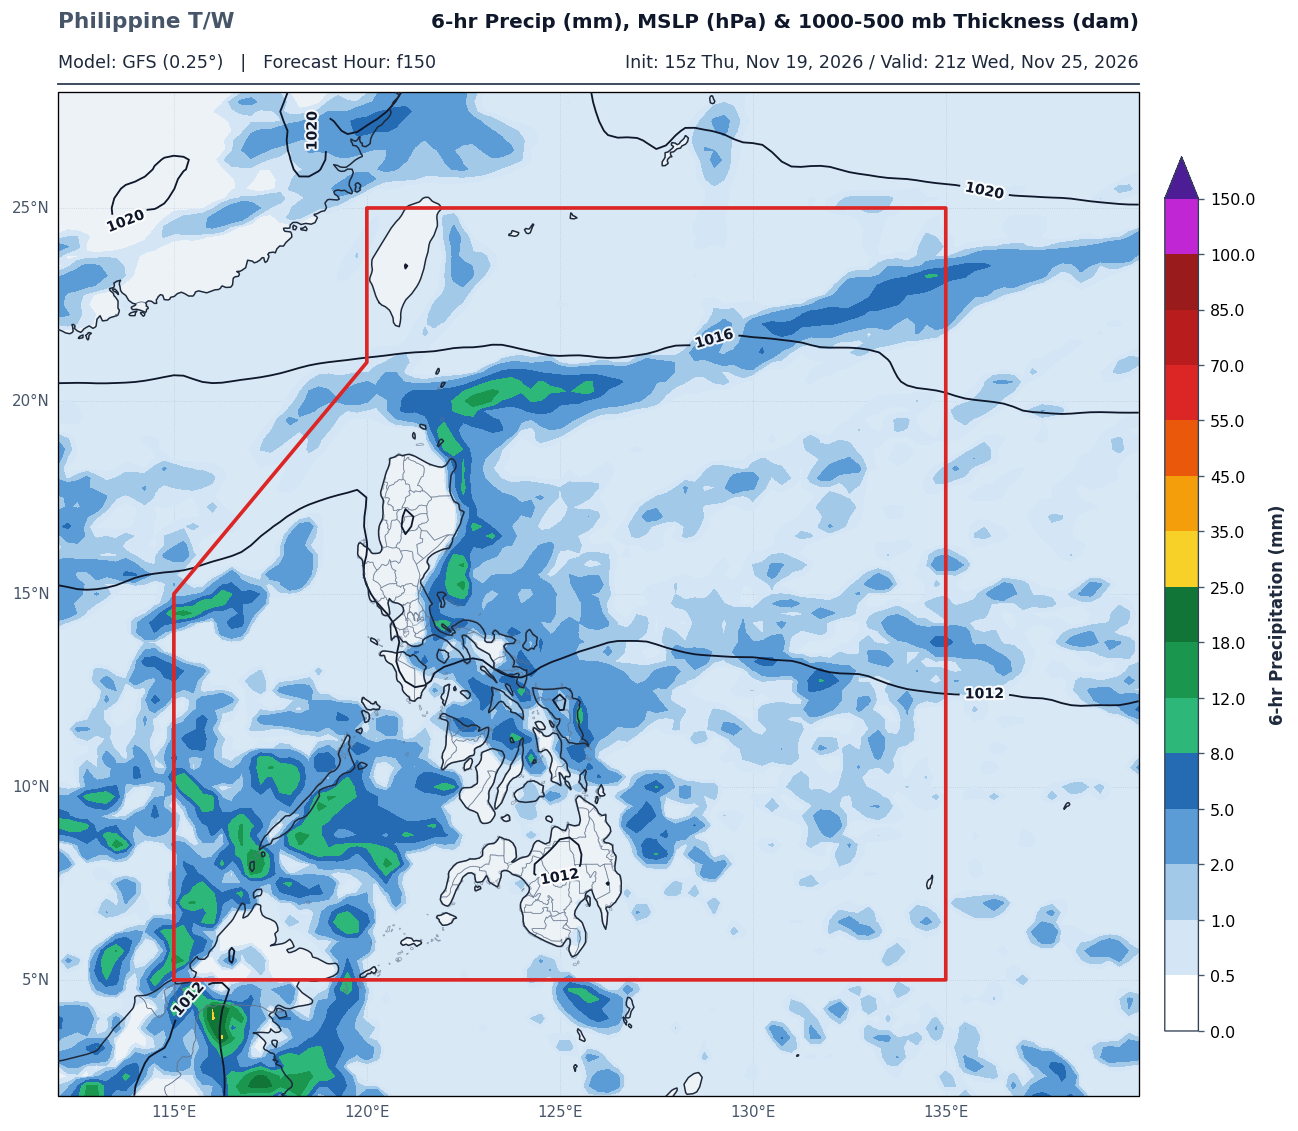 Philippine T/W
6-hr Precip (mm), MSLP (hPa) & 1000-500 mb Thickness (dam)
Model: GFS (0.25°) | Forecast Hour: f150
Init: 15z Thu, Nov 19, 2026 / Valid: 21z Wed, Nov 25, 2026
1020
1020
1020
1016
1012
1012
1012
25°N
20°N
15°N
10°N
5°N
115°E
120°E
125°E
130°E
135°E
150.0
100.0
85.0
70.0
55.0
45.0
35.0
25.0
18.0
12.0
8.0
5.0
2.0
1.0
0.5
0.0
6-hr Precipitation (mm)